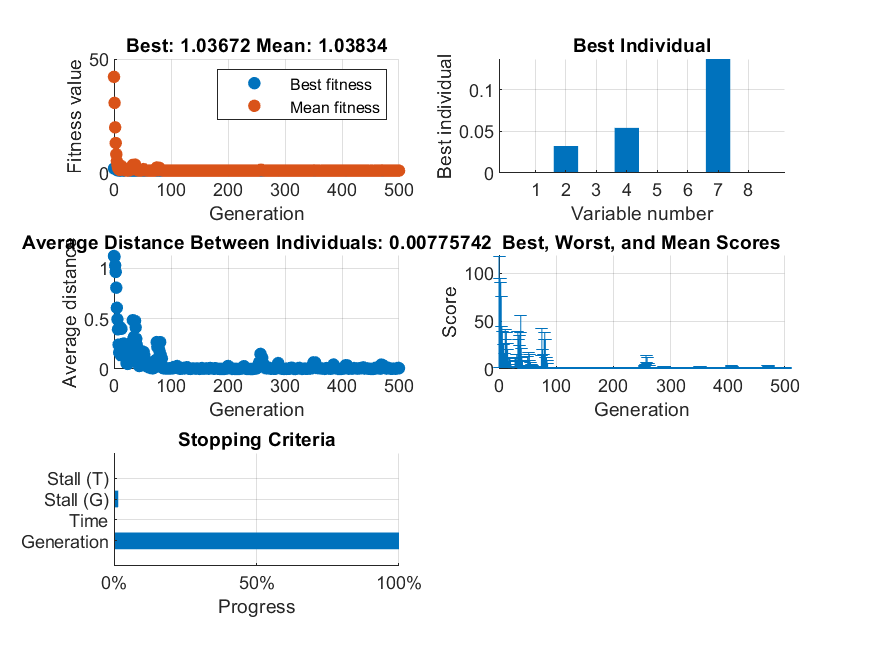 Best: 1.03672 Mean: 1.03834
Fitness value
50
0
Best fitness
Mean fitness
0 100 200 300 400 500
Generation
Best Individual
Best individual
0.1
0.05
0
1 2 3 4 5 6 7 8
Variable number
Average Distance Between Individuals: 0.00775742
Average distance
1
0.5
0
0 100 200 300 400 500
Generation
Best, Worst, and Mean Scores
Score
100
50
0
0 100 200 300 400 500
Generation
Stopping Criteria
Stall (T)
Stall (G)
Time
Generation
0% 50% 100%
Progress